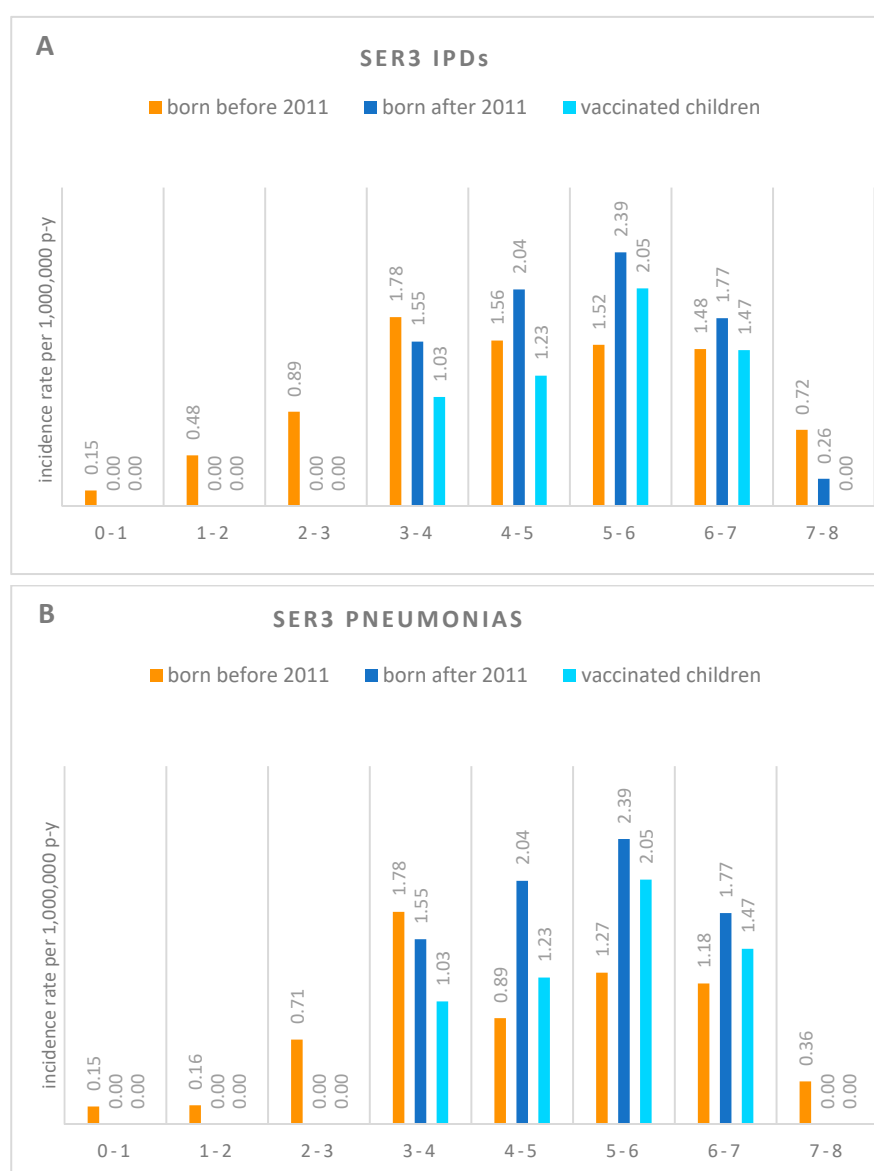 A
SER3 IPDs
born before 2011 born after 2011 vaccinated children
incidence rate per 1,000,000 p-y
0.15 0.00 0.00
0.48 0.00 0.00
0.89 0.00 0.00
1.78 1.55 1.03
1.56 2.04 1.23
1.52 2.39 2.05
1.48 1.77 1.47
0.72 0.26 0.00
0-1 1-2 2-3 3-4 4-5 5-6 6-7 7-8
B
SER3 PNEUMONIAS
born before 2011 born after 2011 vaccinated children
incidence rate per 1,000,000 p-y
0.15 0.00 0.00
0.16 0.00 0.00
0.71 0.00 0.00
1.78 1.55 1.03
0.89 2.04 1.23
1.27 2.39 2.05
1.18 1.77 1.47
0.36 0.00 0.00
0-1 1-2 2-3 3-4 4-5 5-6 6-7 7-8